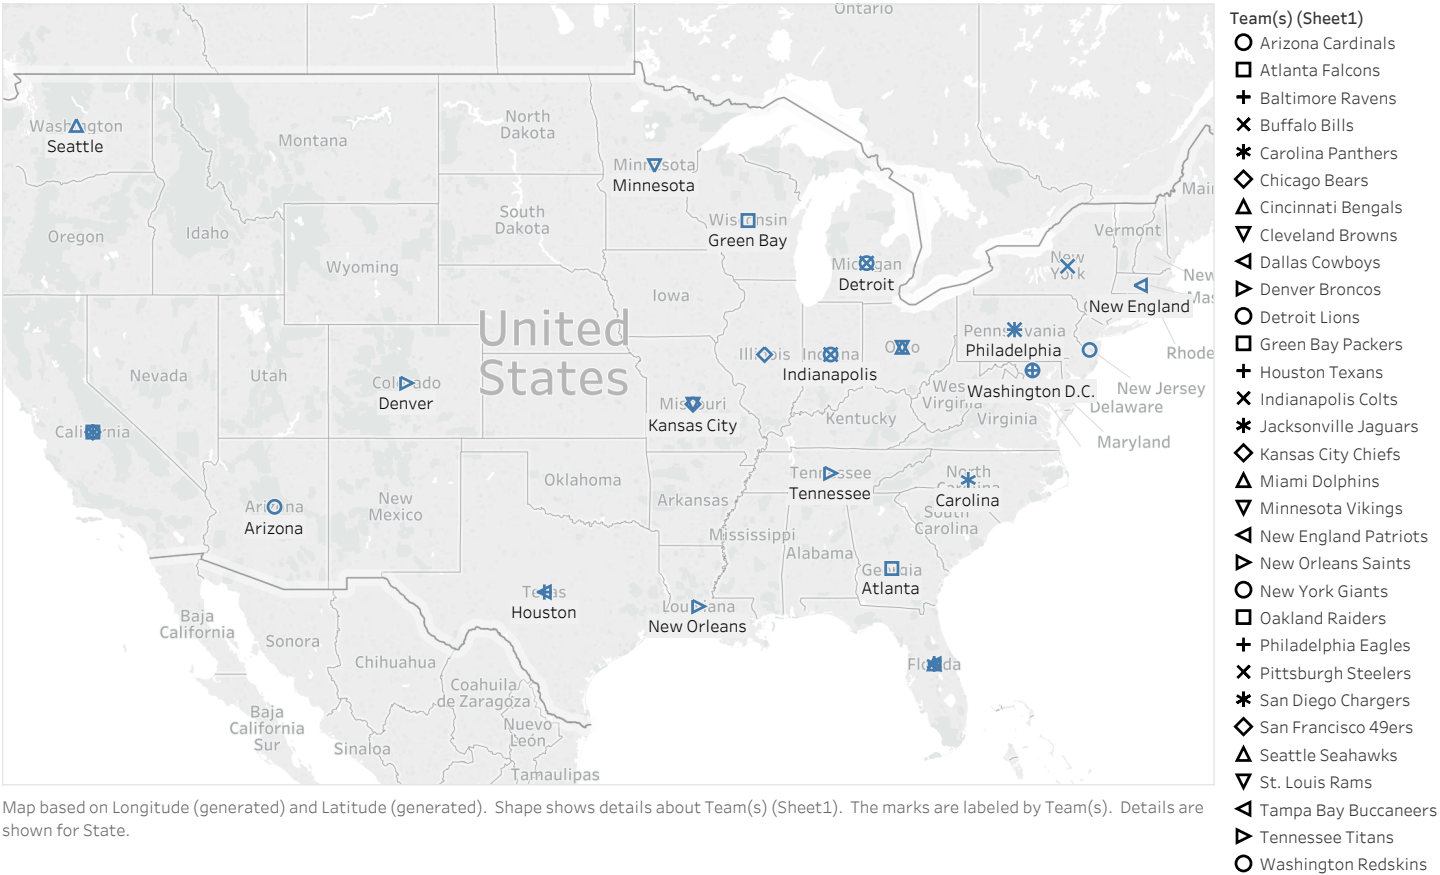 Ontario
Washington
Seattle
Montana
North
Dakota
Minnesota
Minnesota
Oregon
Idaho
South
Dakota
Wisconsin
Green Bay
Michigan
Detroit
Vermont
Mai
New
York
New
Mas
New England
Wyoming
Iowa
United
States
Nevada
Utah
Colorado
Denver
Illinois
Indiana
Indianapolis
Ohio
Pennsylvania
Philadelphia
Rhode
Washington D.C.
New Jersey
Delaware
Maryland
West
Virginia
Virginia
Kentucky
Missouri
Kansas City
California
Arizona
Arizona
New
Mexico
Oklahoma
Arkansas
Tennessee
Tennessee
North
Carolina
Carolina
South
Carolina
Mississippi
Alabama
Georgia
Atlanta
Texas
Houston
Louisiana
New Orleans
Florida
Baja
California
Sonora
Chihuahua
Coahuila
de Zaragoza
Baja
California
Sur
Sinaloa
Nuevo
León
Tamaulipas
Map based on Longitude (generated) and Latitude (generated). Shape shows details about Team(s) (Sheet1). The marks are labeled by Team(s). Details are
shown for State.
Team(s) (Sheet1)
Arizona Cardinals
Atlanta Falcons
Baltimore Ravens
Buffalo Bills
Carolina Panthers
Chicago Bears
Cincinnati Bengals
Cleveland Browns
Dallas Cowboys
Denver Broncos
Detroit Lions
Green Bay Packers
Houston Texans
Indianapolis Colts
Jacksonville Jaguars
Kansas City Chiefs
Miami Dolphins
Minnesota Vikings
New England Patriots
New Orleans Saints
New York Giants
Oakland Raiders
Philadelphia Eagles
Pittsburgh Steelers
San Diego Chargers
San Francisco 49ers
Seattle Seahawks
St. Louis Rams
Tampa Bay Buccaneers
Tennessee Titans
Washington Redskins